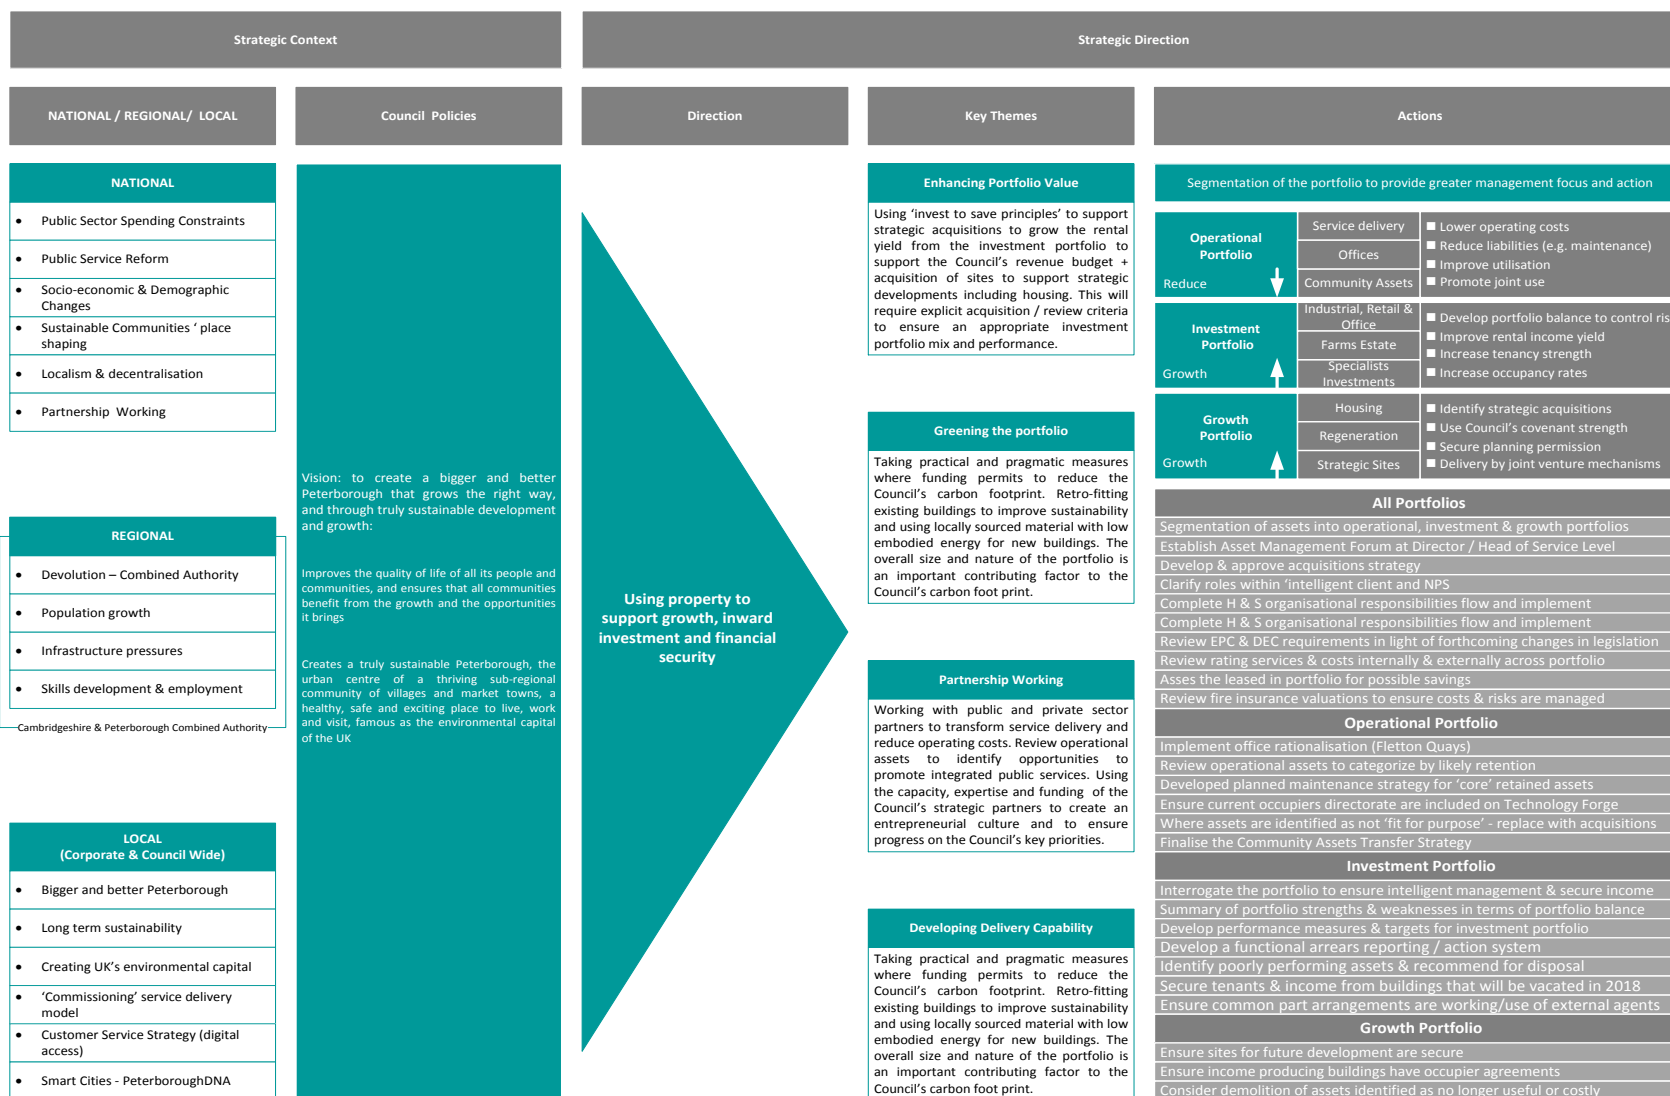 Strategic Context
Strategic Direction
NATIONAL / REGIONAL/ LOCAL
Council Policies
Direction
Key Themes
Actions
NATIONAL
• Public Sector Spending Constraints
• Public Service Reform
• Socio-economic & Demographic
Changes
• Sustainable Communities ‘ place
shaping
• Localism & decentralisation
• Partnership Working
REGIONAL
• Devolution – Combined Authority
• Population growth
• Infrastructure pressures
• Skills development & employment
Cambridgeshire & Peterborough Combined Authority
LOCAL
(Corporate & Council Wide)
• Bigger and better Peterborough
• Long term sustainability
• Creating UK’s environmental capital
• ‘Commissioning’ service delivery
model
• Customer Service Strategy (digital
access)
• Smart Cities - PeterboroughDNA
Vision: to create a bigger and better
Peterborough that grows the right way,
and through truly sustainable development
and growth:
Improves the quality of life of all its people and
communities, and ensures that all communities
benefit from the growth and the opportunities
it brings
Creates a truly sustainable Peterborough, the
urban centre of a thriving sub-regional
community of villages and market towns, a
healthy, safe and exciting place to live, work
and visit, famous as the environmental capital
of the UK
Using property to
support growth, inward
investment and financial
security
Enhancing Portfolio Value
Using ‘invest to save principles’ to support
strategic acquisitions to grow the rental
yield from the investment portfolio to
support the Council’s revenue budget +
acquisition of sites to support strategic
developments including housing. This will
require explicit acquisition / review criteria
to ensure an appropriate investment
portfolio mix and performance.
Greening the portfolio
Taking practical and pragmatic measures
where funding permits to reduce the
Council’s carbon footprint. Retro-fitting
existing buildings to improve sustainability
and using locally sourced material with low
embodied energy for new buildings. The
overall size and nature of the portfolio is
an important contributing factor to the
Council’s carbon foot print.
Partnership Working
Working with public and private sector
partners to transform service delivery and
reduce operating costs. Review operational
assets to identify opportunities to
promote integrated public services. Using
the capacity, expertise and funding of the
Council’s strategic partners to create an
entrepreneurial culture and to ensure
progress on the Council’s key priorities.
Developing Delivery Capability
Taking practical and pragmatic measures
where funding permits to reduce the
Council’s carbon footprint. Retro-fitting
existing buildings to improve sustainability
and using locally sourced material with low
embodied energy for new buildings. The
overall size and nature of the portfolio is
an important contributing factor to the
Council’s carbon foot print.
Segmentation of the portfolio to provide greater management focus and action
Operational
Portfolio
Reduce
Service delivery
Offices
Community Assets
■ Lower operating costs
■ Reduce liabilities (e.g. maintenance)
■ Improve utilisation
■ Promote joint use
Investment
Portfolio
Growth
Industrial, Retail &
Office
Farms Estate
Specialists
Investments
■ Develop portfolio balance to control ris
■ Improve rental income yield
■ Increase tenancy strength
■ Increase occupancy rates
Growth
Portfolio
Growth
Housing
Regeneration
Strategic Sites
■ Identify strategic acquisitions
■ Use Council’s covenant strength
■ Secure planning permission
■ Delivery by joint venture mechanisms
All Portfolios
Segmentation of assets into operational, investment & growth portfolios
Establish Asset Management Forum at Director / Head of Service Level
Develop & approve acquisitions strategy
Clarify roles within ‘intelligent client and NPS
Complete H & S organisational responsibilities flow and implement
Complete H & S organisational responsibilities flow and implement
Review EPC & DEC requirements in light of forthcoming changes in legislation
Review rating services & costs internally & externally across portfolio
Asses the leased in portfolio for possible savings
Review fire insurance valuations to ensure costs & risks are managed
Operational Portfolio
Implement office rationalisation (Fletton Quays)
Review operational assets to categorize by likely retention
Developed planned maintenance strategy for ‘core’ retained assets
Ensure current occupiers directorate are included on Technology Forge
Where assets are identified as not ‘fit for purpose’ - replace with acquisitions
Finalise the Community Assets Transfer Strategy
Investment Portfolio
Interrogate the portfolio to ensure intelligent management & secure income
Summary of portfolio strengths & weaknesses in terms of portfolio balance
Develop performance measures & targets for investment portfolio
Develop a functional arrears reporting / action system
Identify poorly performing assets & recommend for disposal
Secure tenants & income from buildings that will be vacated in 2018
Ensure common part arrangements are working/use of external agents
Growth Portfolio
Ensure sites for future development are secure
Ensure income producing buildings have occupier agreements
Consider demolition of assets identified as no longer useful or costly